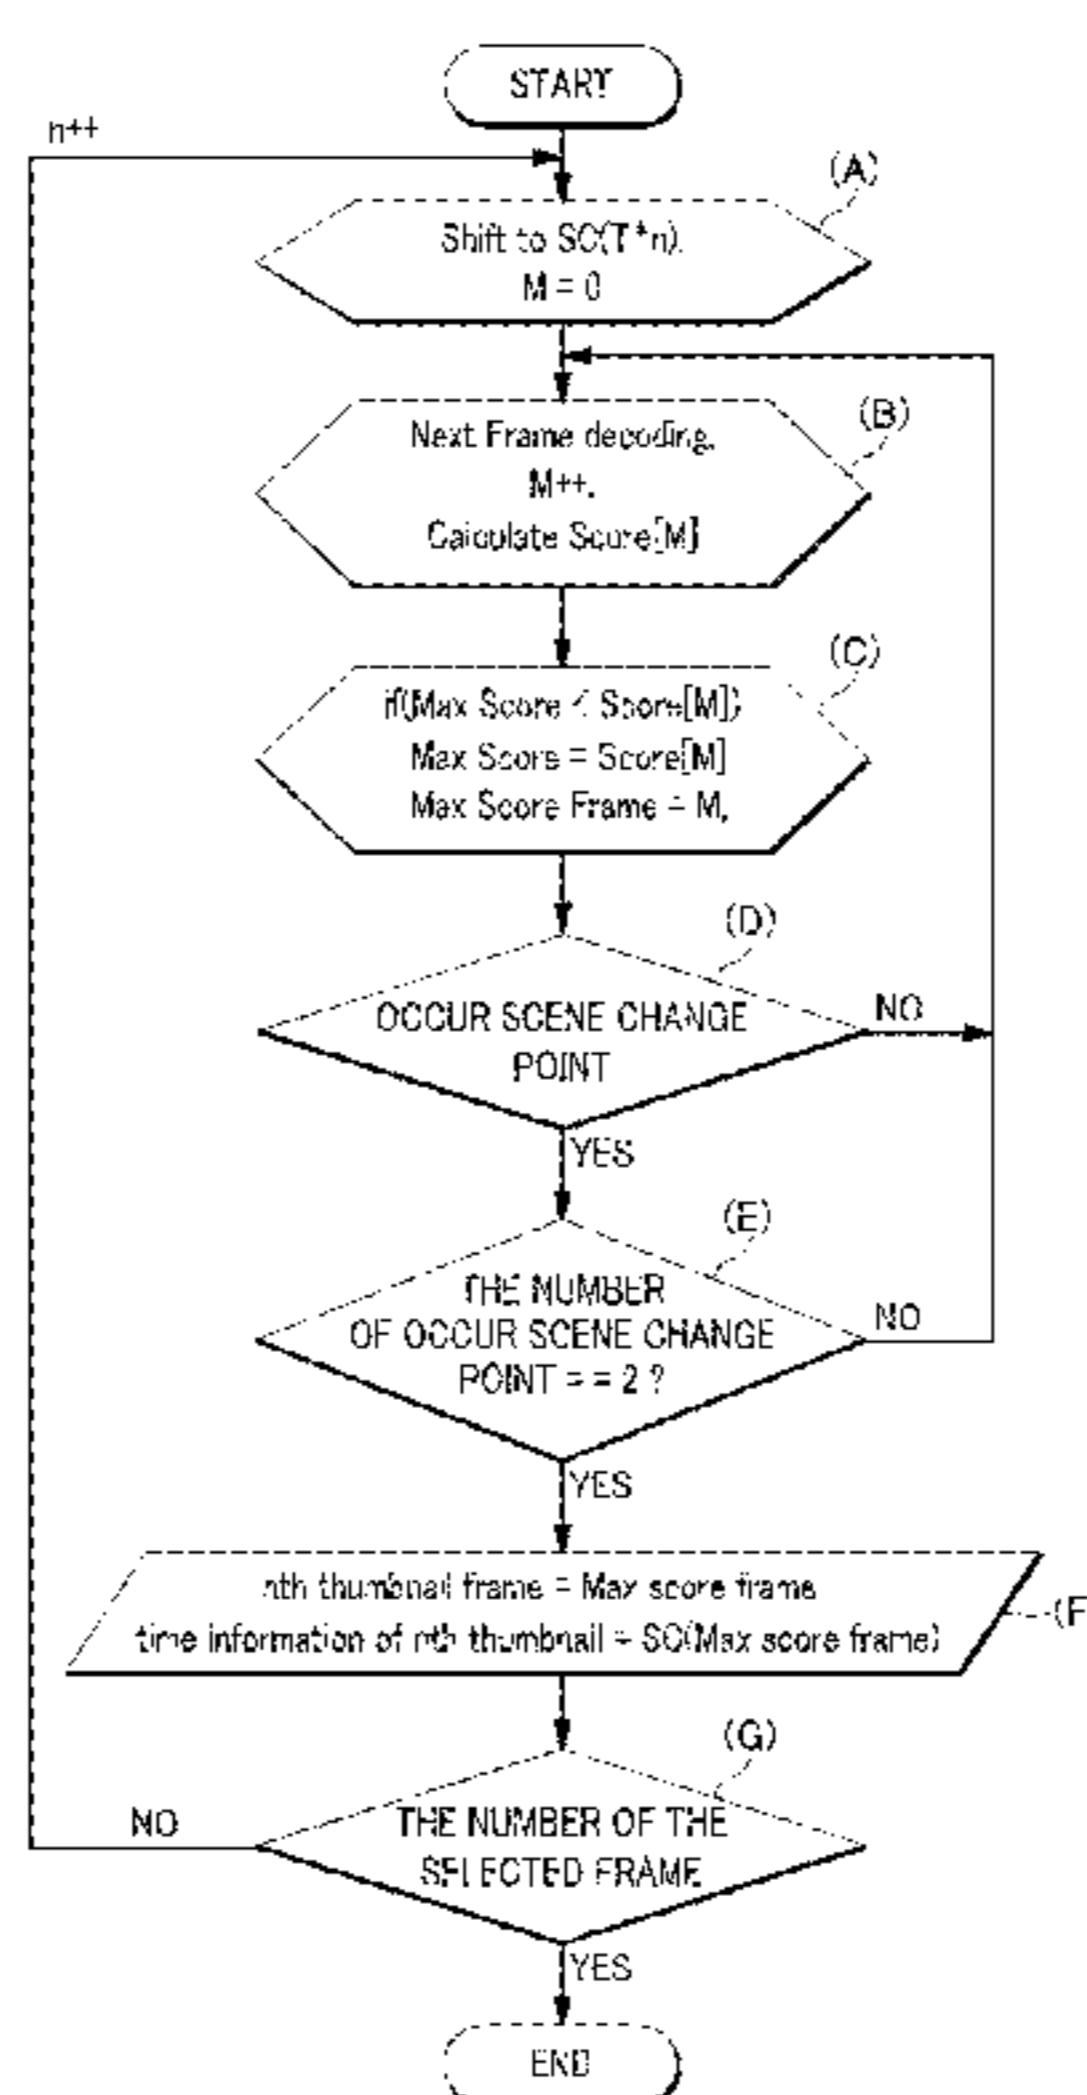 START
n++
(A)
Shift to SC(T*n).
M = 0
(B)
Next Frame decoding.
M++.
Calculate Score[M]
(C)
if(Max Score < Score[M])
Max Score = Score[M]
Max Score Frame = M,
(D)
OCCUR SCENE CHANGE
POINT
NO
YES
(E)
THE NUMBER
OF OCCUR SCENE CHANGE
POINT = = 2 ?
NO
YES
nth thumbnail frame = Max score frame
time information of nth thumbnail = SC(Max score frame)
(F
(G)
THE NUMBER OF THE
SELECTED FRAME
NO
YES
END